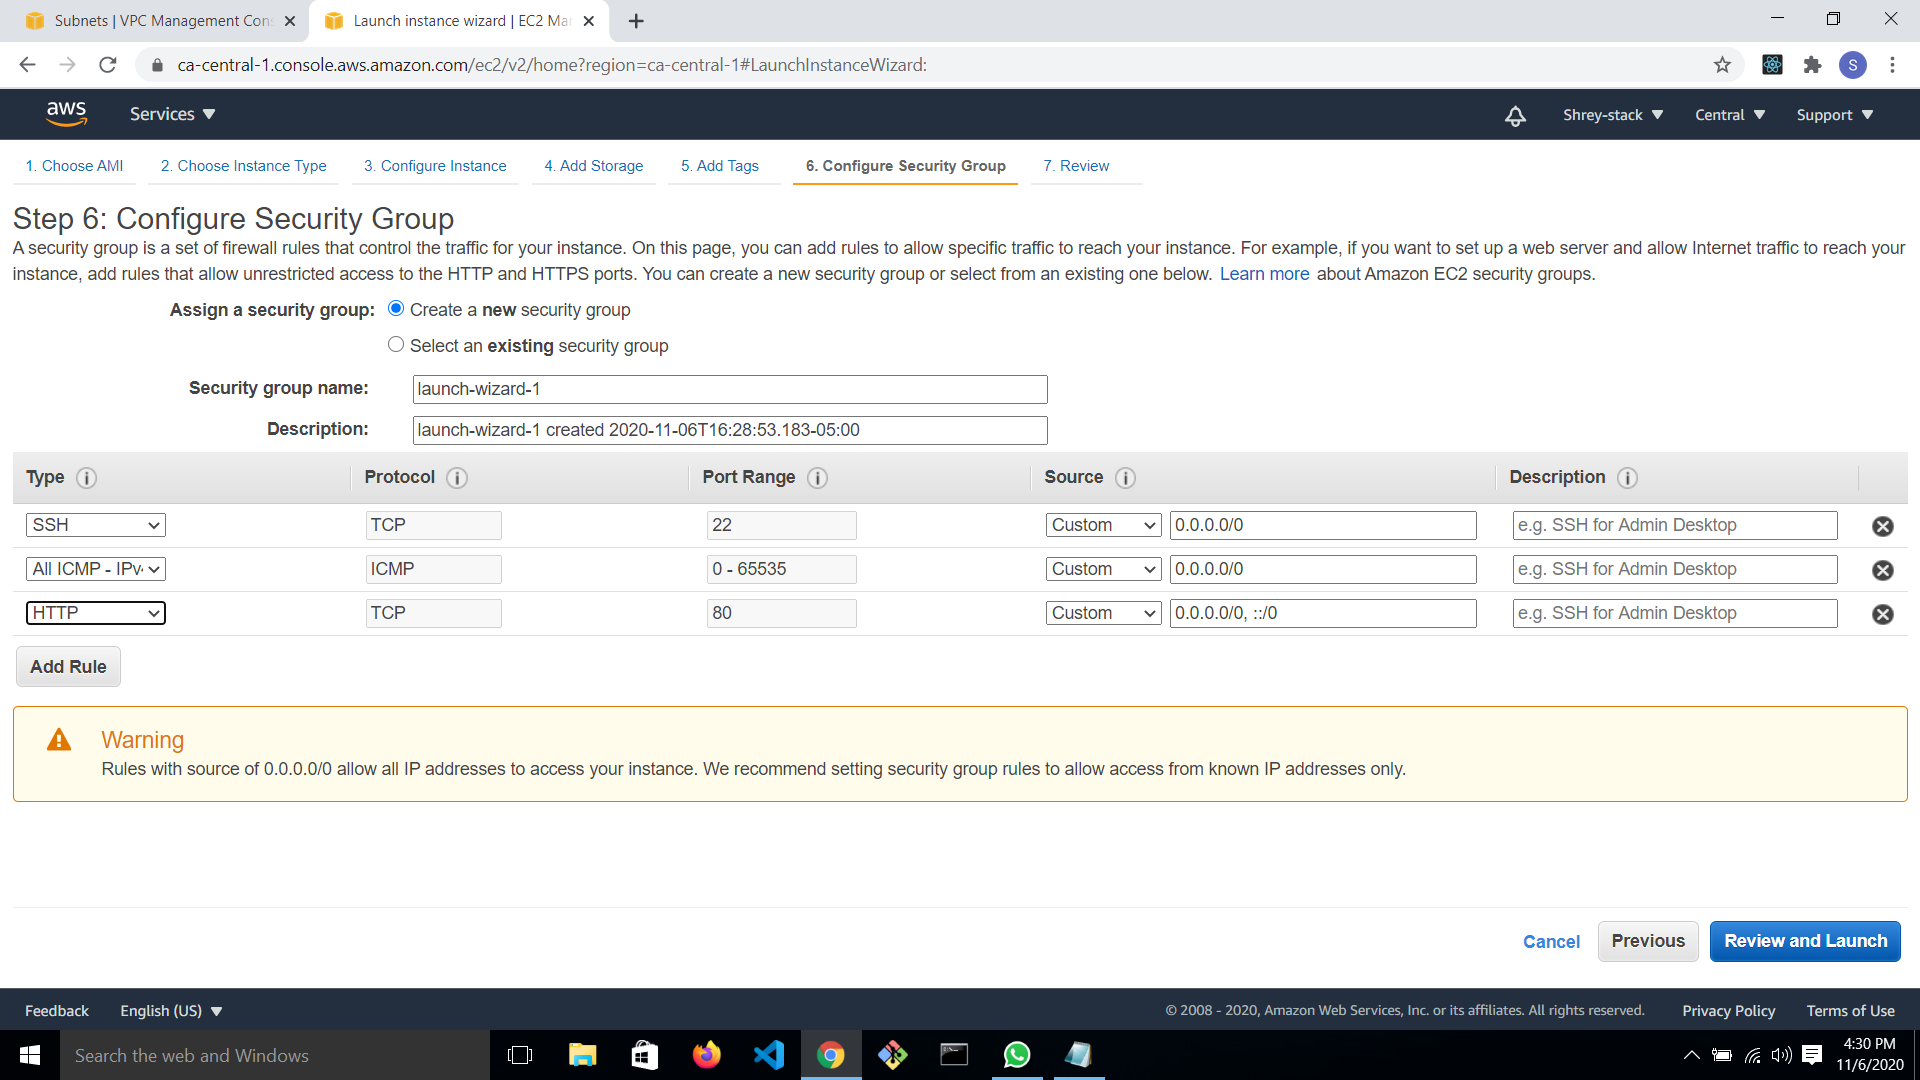 Subnets | VPC Management Con
Launch instance wizard | EC2 Ma
ca-central-1.console.aws.amazon.com/ec2/v2/home?region=ca-central-1#LaunchInstanceWizard:
S
aws
Services
Shrey-stack
Central
Support
1. Choose AMI
2. Choose Instance Type
3. Configure Instance
4. Add Storage
5. Add Tags
6. Configure Security Group
7. Review
Step 6: Configure Security Group
A security group is a set of firewall rules that control the traffic for your instance. On this page, you can add rules to allow specific traffic to reach your instance. For example, if you want to set up a web server and allow Internet traffic to reach your
instance, add rules that allow unrestricted access to the HTTP and HTTPS ports. You can create a new security group or select from an existing one below. Learn more about Amazon EC2 security groups.
Assign a security group: Create a new security group
Select an existing security group
Security group name: launch-wizard-1
Description: launch-wizard-1 created 2020-11-06T16:28:53.183-05:00
Type i Protocol i Port Range i Source i Description i
SSH TCP 22 Custom 0.0.0.0/0 e.g. SSH for Admin Desktop
All ICMP - IPv4 ICMP 0 - 65535 Custom 0.0.0.0/0 e.g. SSH for Admin Desktop
HTTP TCP 80 Custom 0.0.0.0/0, ::/0 e.g. SSH for Admin Desktop
Add Rule
Warning
Rules with source of 0.0.0.0/0 allow all IP addresses to access your instance. We recommend setting security group rules to allow access from known IP addresses only.
Cancel
Previous
Review and Launch
Feedback
English (US)
© 2008 - 2020, Amazon Web Services, Inc. or its affiliates. All rights reserved.
Privacy Policy
Terms of Use
Search the web and Windows
4:30 PM
11/6/2020